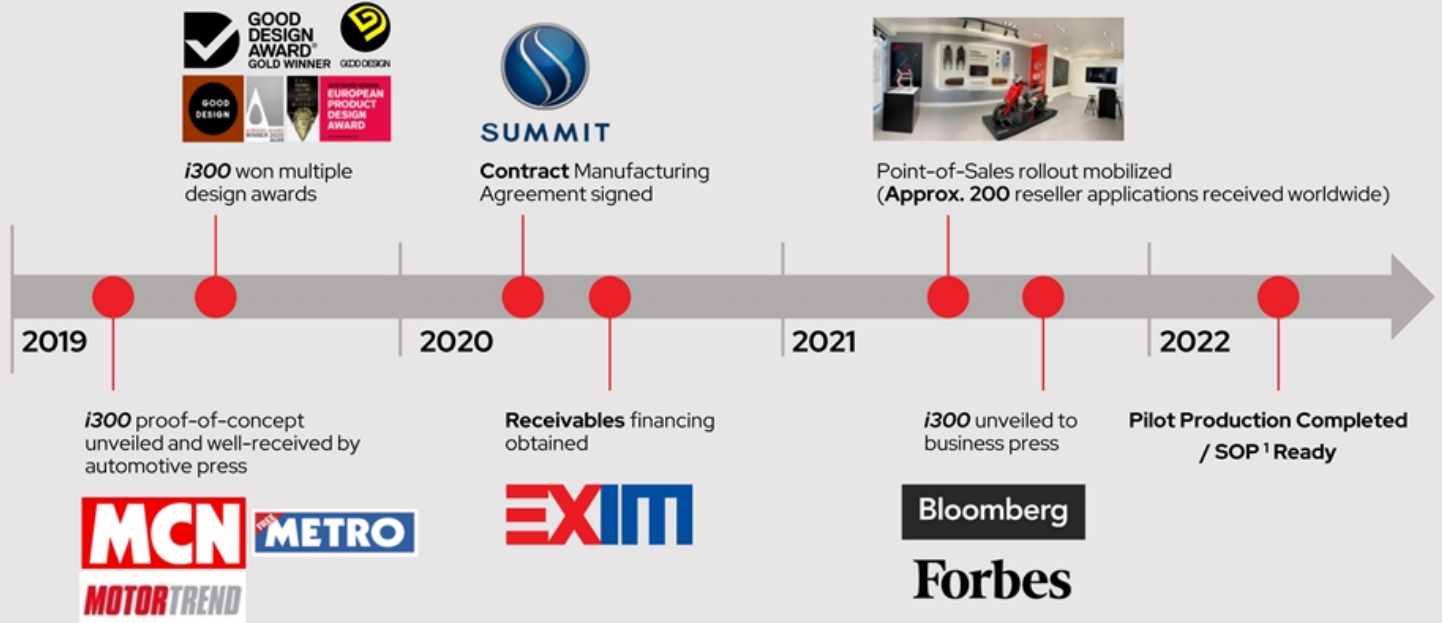 GOOD
DESIGN
AWARD®
GOLD WINNER
GOOD DESIGN
GOOD
DESIGN
WINNER 2020
EUROPEAN
PRODUCT
DESIGN
AWARD
SUMMIT
i300 won multiple
design awards
Contract Manufacturing
Agreement signed
Point-of-Sales rollout mobilized
(Approx. 200 reseller applications received worldwide)
2019
2020
2021
2022
i300 proof-of-concept
unveiled and well-received by
automotive press
Receivables financing
obtained
i300 unveiled to
business press
Pilot Production Completed
/ SOP ¹ Ready
MCN
FREE METRO
MOTORTREND
EXIM
Bloomberg
Forbes